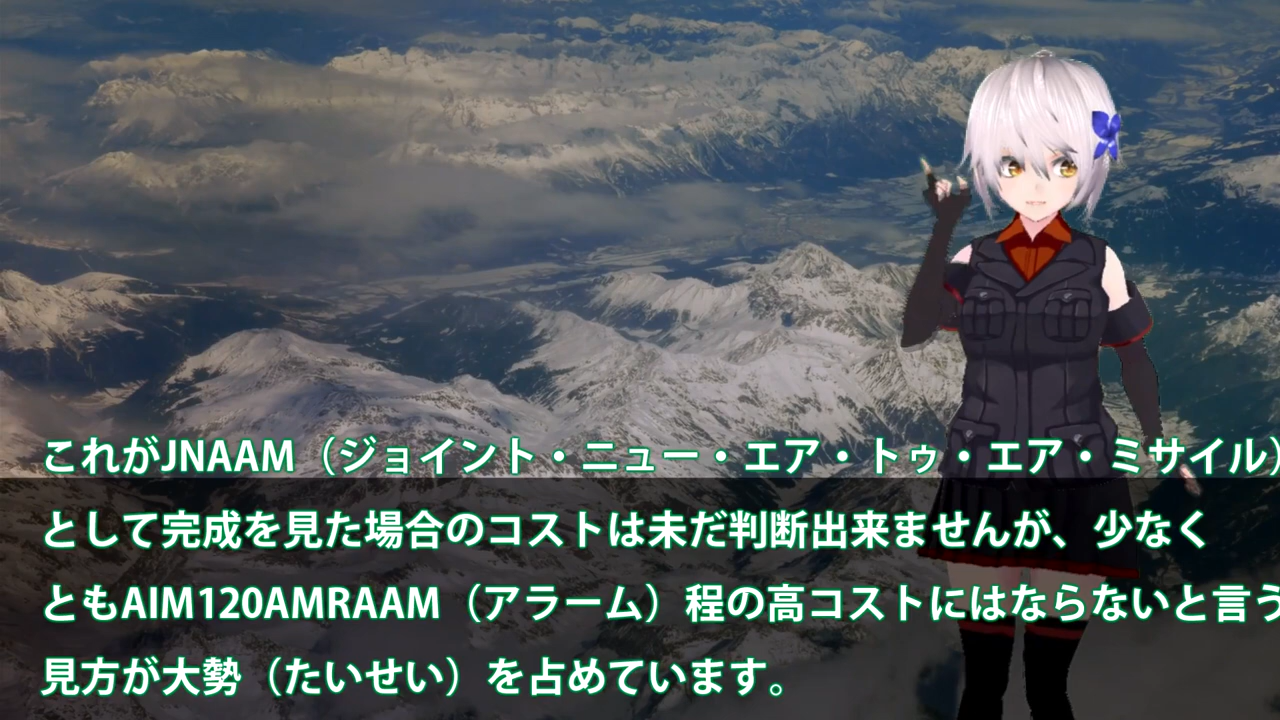 これがJNAAM（ジョイント・ニュー・エア・トゥ・エア・ミサイル）
として完成を見た場合のコストは未だ判断出来ませんが、少なく
ともAIM120AMRAAM（アラーム）程の高コストにはならないと言う
見方が大勢（たいせい）を占めています。